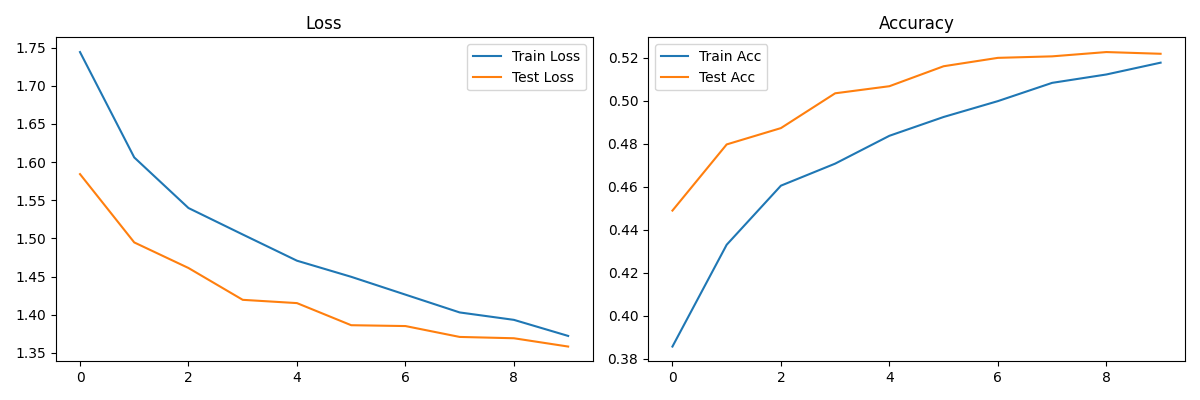 Loss
1.75
1.70
1.65
1.60
1.55
1.50
1.45
1.40
1.35
0 2 4 6 8
Train Loss
Test Loss
Accuracy
0.52
0.50
0.48
0.46
0.44
0.42
0.40
0.38
0 2 4 6 8
Train Acc
Test Acc